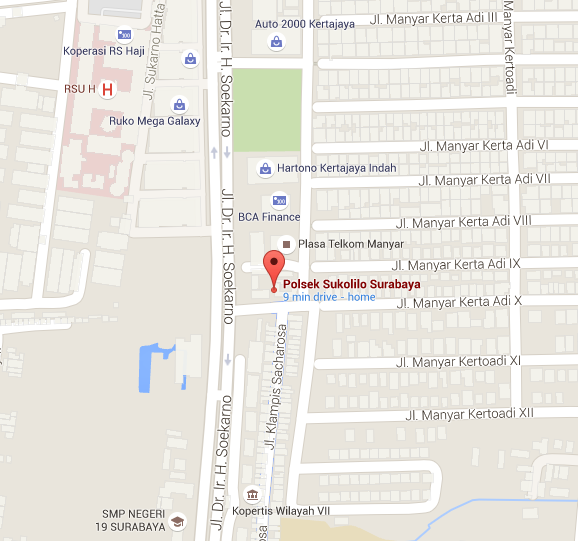 Jl. Manyar Kerta Adi III
Auto 2000 Kertajaya
Koperasi RS Haji
Jl. Sukarno Hatta
Jl. Dr. Ir. H. Soekarno
Manyar Kertoadi
RSU H
H
Ruko Mega Galaxy
Jl. Manyar Kerta Adi VI
Hartono Kertajaya Indah
Jl. Manyar Kerta Adi VII
BCA Finance
Jl. Manyar Kerta Adi VIII
Jl. Dr. Ir. H. Soekarno
Plasa Telkom Manyar
Jl. Manyar Kerta Adi IX
Polsek Sukolilo Surabaya
9 min drive - home
Jl. Manyar Kerta Adi X
Jl. Klampis Sacharosa
Jl. Manyar Kertoadi XI
Jl. Manyar Kertoadi XII
Jl. Dr. Ir. H. Soekarno
Kopertis Wilayah VII
SMP NEGERI
19 SURABAYA